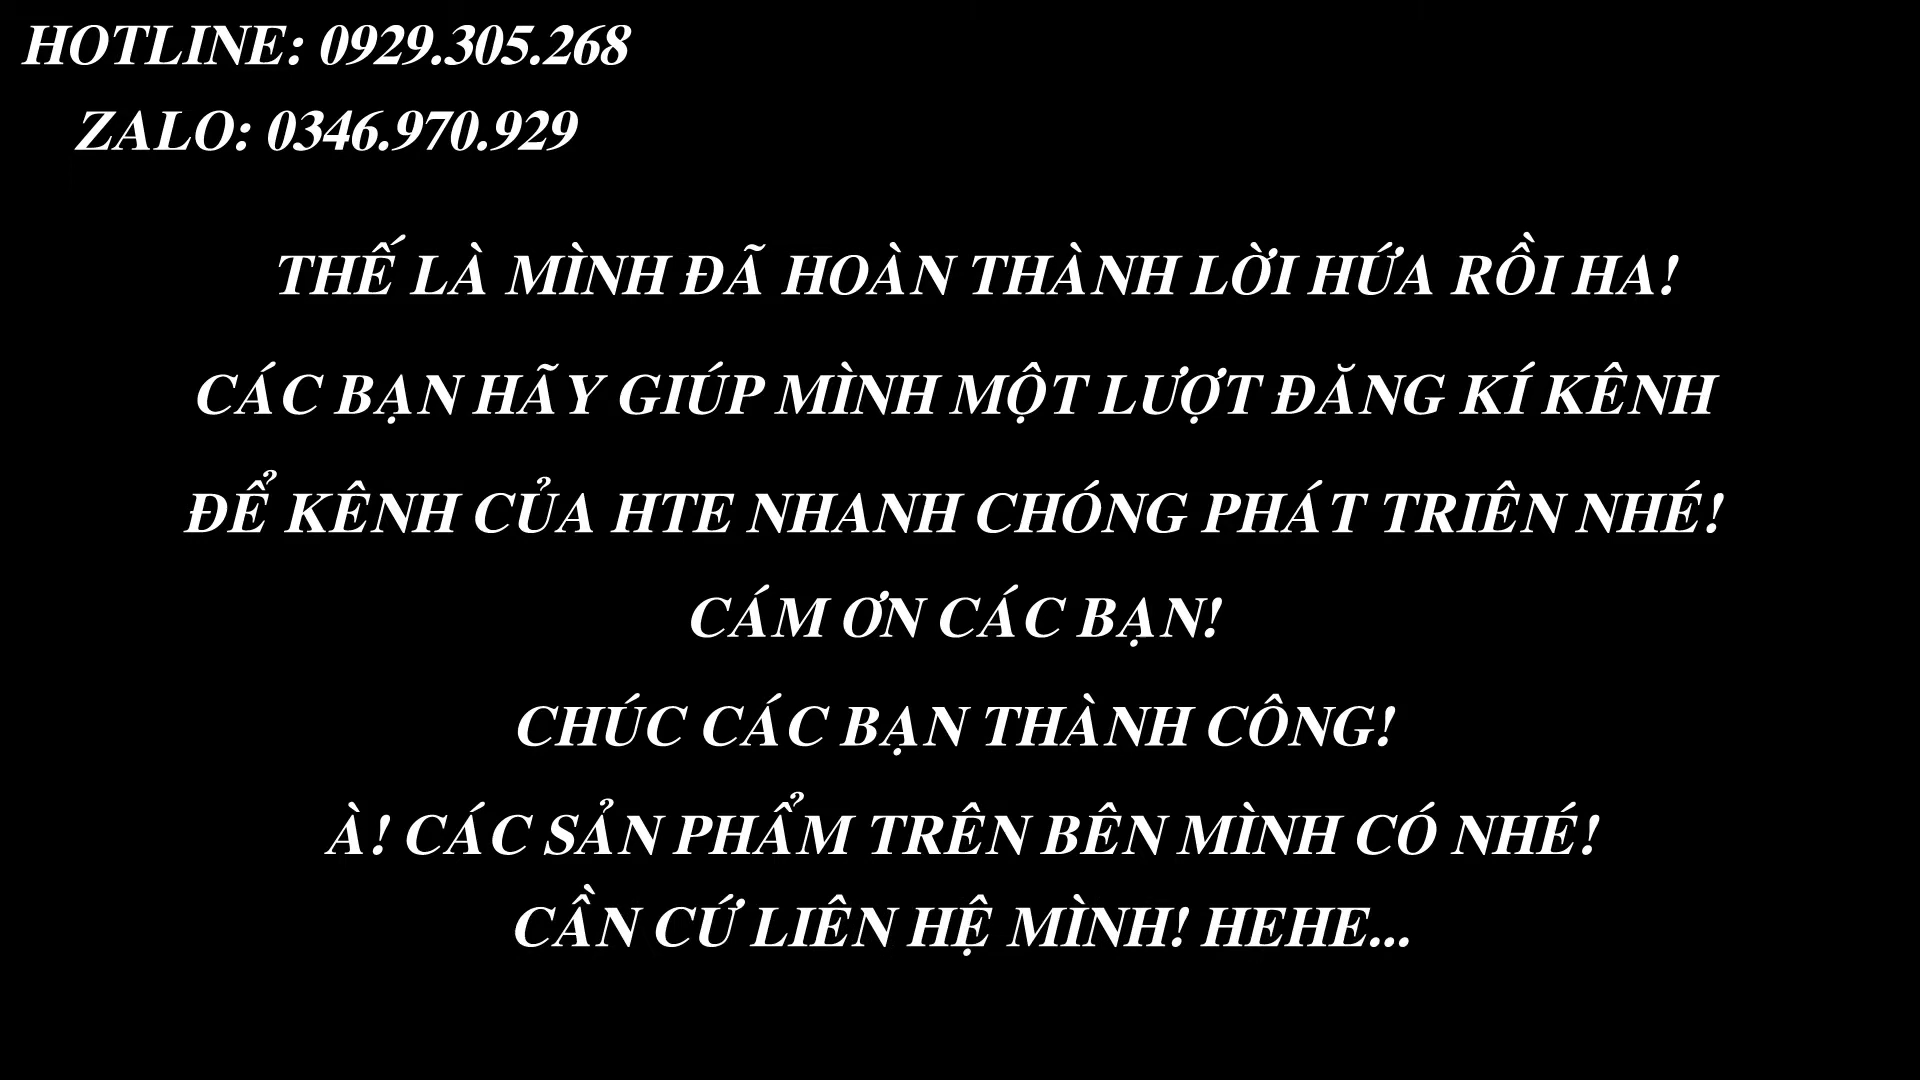 HOTLINE: 0929.305.268
ZALO: 0346.970.929
THẾ LÀ MÌNH ĐÃ HOÀN THÀNH LỜI HỨA RỒI HA!
CÁC BẠN HÃY GIÚP MÌNH MỘT LƯỢT ĐĂNG KÍ KÊNH
ĐỂ KÊNH CỦA HTE NHANH CHÓNG PHÁT TRIÊN NHÉ!
CÁM ƠN CÁC BẠN!
CHÚC CÁC BẠN THÀNH CÔNG!
À! CÁC SẢN PHẨM TRÊN BÊN MÌNH CÓ NHÉ!
CẦN CỨ LIÊN HỆ MÌNH! HEHE...